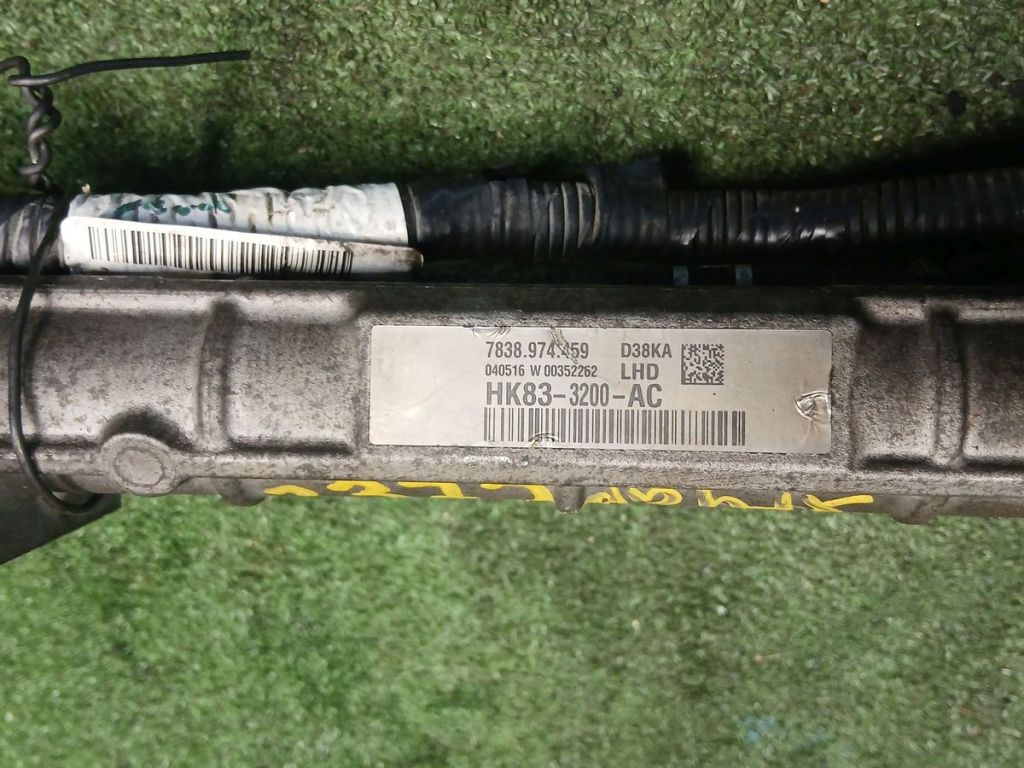 7838.974.459 D38KA
040516 W 00352262 LHD
HK83-3200-AC